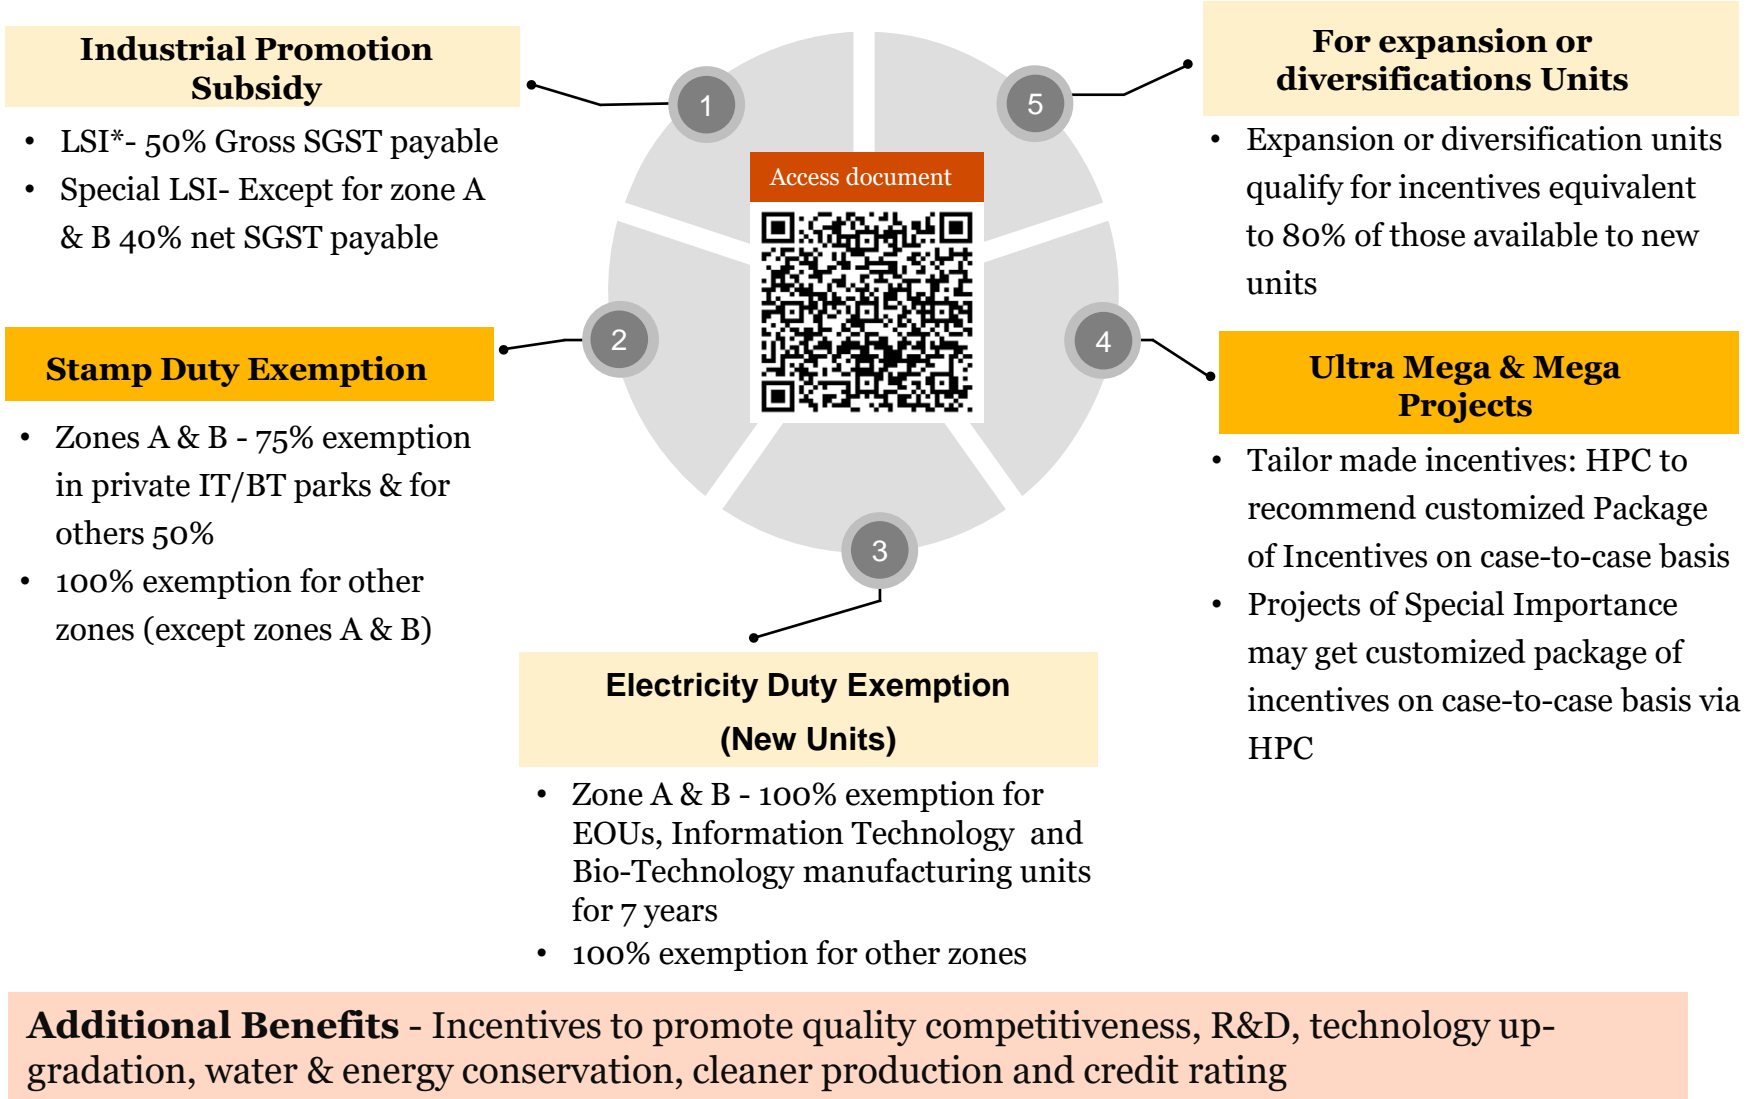 Industrial Promotion
Subsidy
• LSI*- 50% Gross SGST payable
• Special LSI- Except for zone A
& B 40% net SGST payable
Stamp Duty Exemption
• Zones A & B - 75% exemption
in private IT/BT parks & for
others 50%
• 100% exemption for other
zones (except zones A & B)
1
2
3
4
5
Access document
Electricity Duty Exemption
(New Units)
• Zone A & B - 100% exemption for
EOUs, Information Technology and
Bio-Technology manufacturing units
for 7 years
• 100% exemption for other zones
Ultra Mega & Mega
Projects
• Tailor made incentives: HPC to
recommend customized Package
of Incentives on case-to-case basis
• Projects of Special Importance
may get customized package of
incentives on case-to-case basis via
HPC
For expansion or
diversifications Units
• Expansion or diversification units
qualify for incentives equivalent
to 80% of those available to new
units
Additional Benefits - Incentives to promote quality competitiveness, R&D, technology up-
gradation, water & energy conservation, cleaner production and credit rating